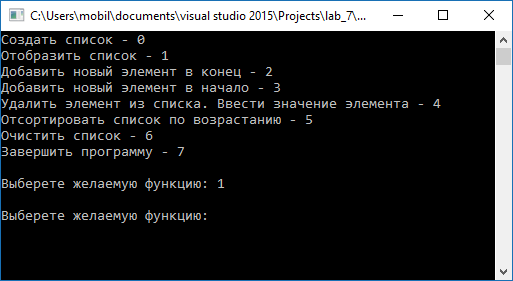 C:\Users\mobil\documents\visual studio 2015\Projects\lab_7\...
Создать список - 0
Отобразить список - 1
Добавить новый элемент в конец - 2
Добавить новый элемент в начало - 3
Удалить элемент из списка. Ввести значение элемента - 4
Отсортировать список по возрастанию - 5
Очистить список - 6
Завершить программу - 7
Выберете желаемую функцию: 1
Выберете желаемую функцию: